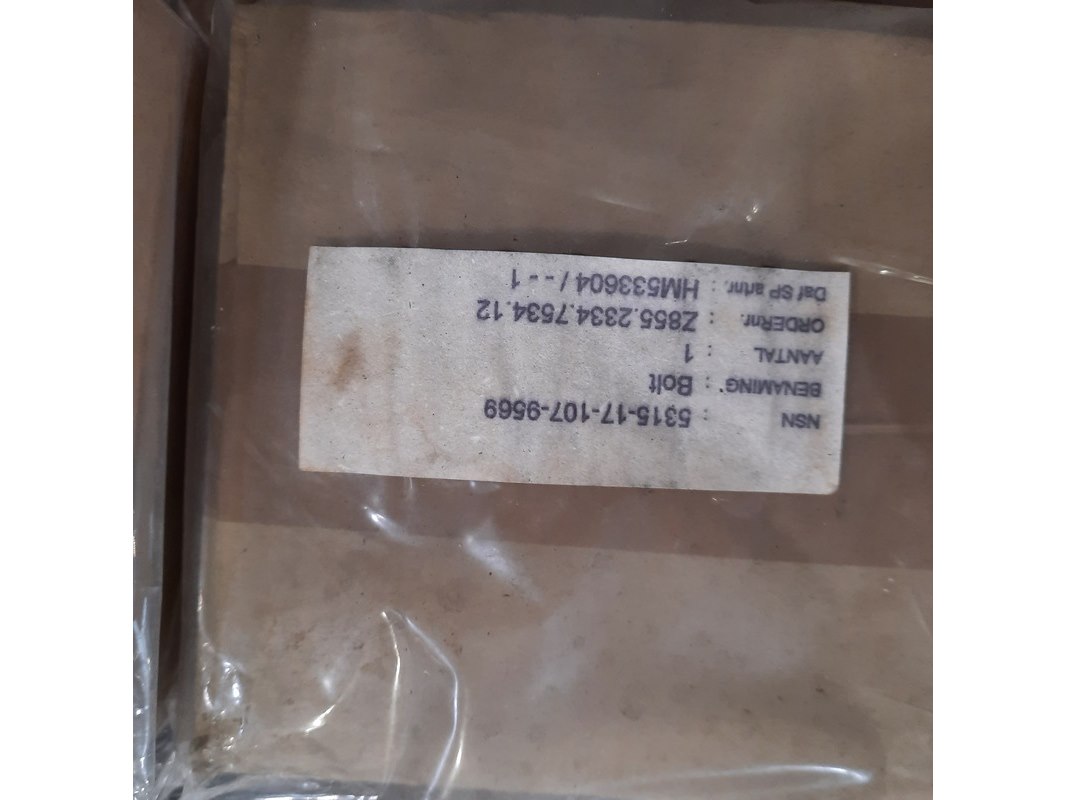 NSN : 5315-17-107-9569
BENAMING : Bolt
AANTAL : 1
ORDERnr. : Z855.2334.7534.12
Daf SP artnr. : HM533604 / - - 1